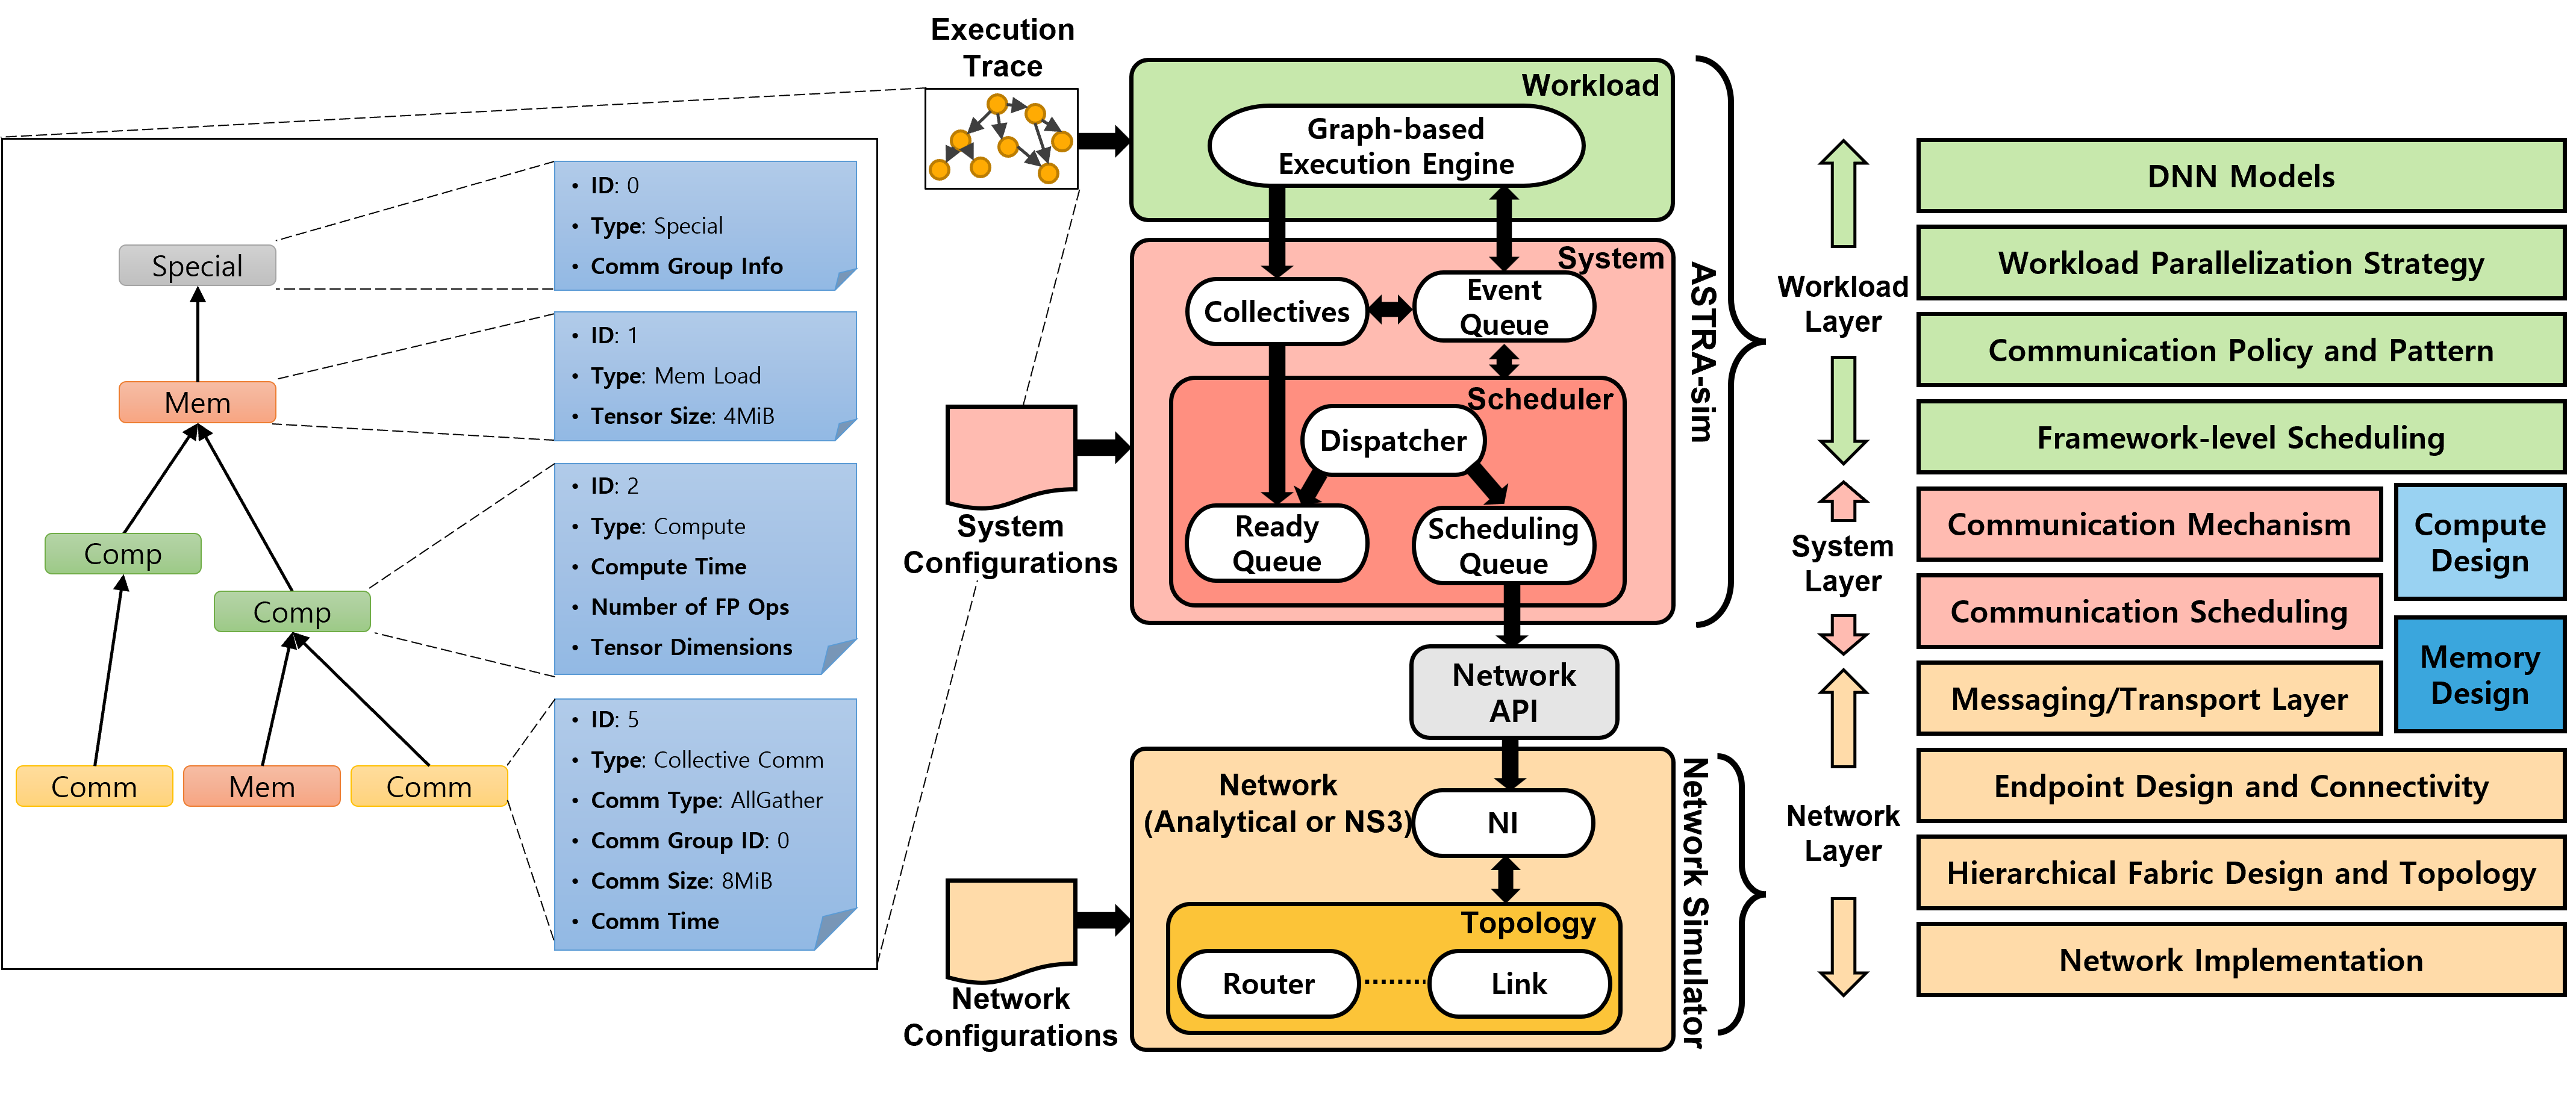 Special
Mem
Comp
Comp
Comm
Mem
Comm
• ID: 0
• Type: Special
• Comm Group Info
• ID: 1
• Type: Mem Load
• Tensor Size: 4MiB
• ID: 2
• Type: Compute
• Compute Time
• Number of FP Ops
• Tensor Dimensions
• ID: 5
• Type: Collective Comm
• Comm Type: AllGather
• Comm Group ID: 0
• Comm Size: 8MiB
• Comm Time
Execution
Trace
System
Configurations
Network
Configurations
Workload
Graph-based
Execution Engine
System
Collectives
Event
Queue
Scheduler
Dispatcher
Ready
Queue
Scheduling
Queue
Network
API
Network
(Analytical or NS3)
NI
Topology
Router
Link
ASTRA-sim
Network Simulator
Workload
Layer
System
Layer
Network
Layer
DNN Models
Workload Parallelization Strategy
Communication Policy and Pattern
Framework-level Scheduling
Communication Mechanism
Communication Scheduling
Compute
Design
Memory
Design
Messaging/Transport Layer
Endpoint Design and Connectivity
Hierarchical Fabric Design and Topology
Network Implementation